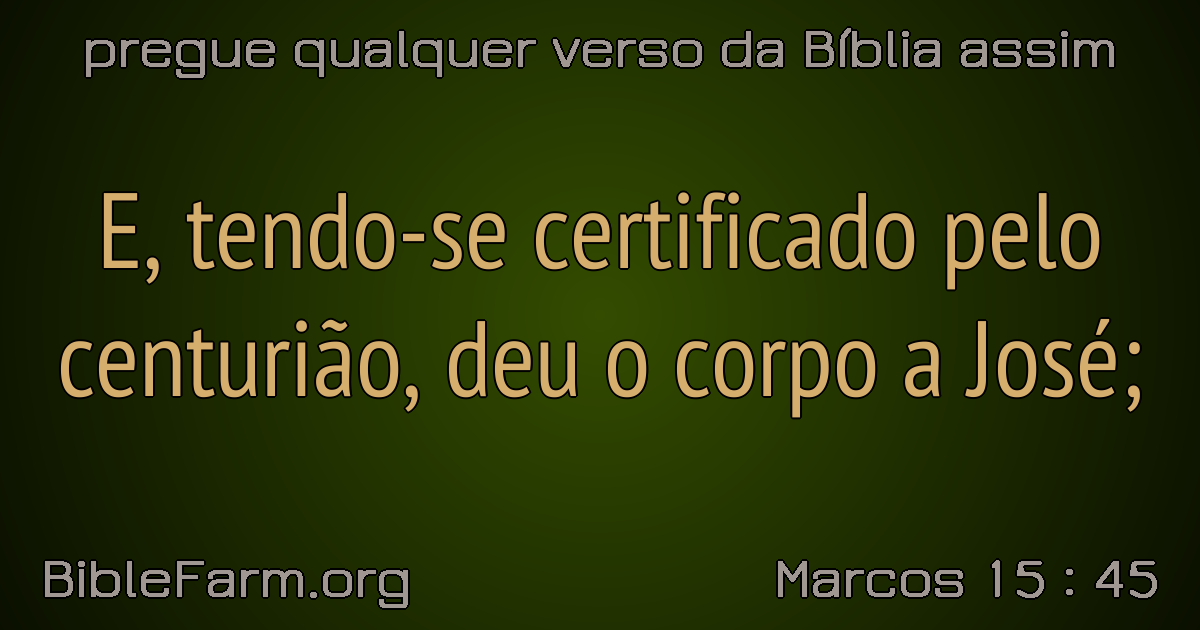 pregue qualquer verso da Bíblia assim
E, tendo-se certificado pelo
centurião, deu o corpo a José;
BibleFarm.org
Marcos 15 : 45